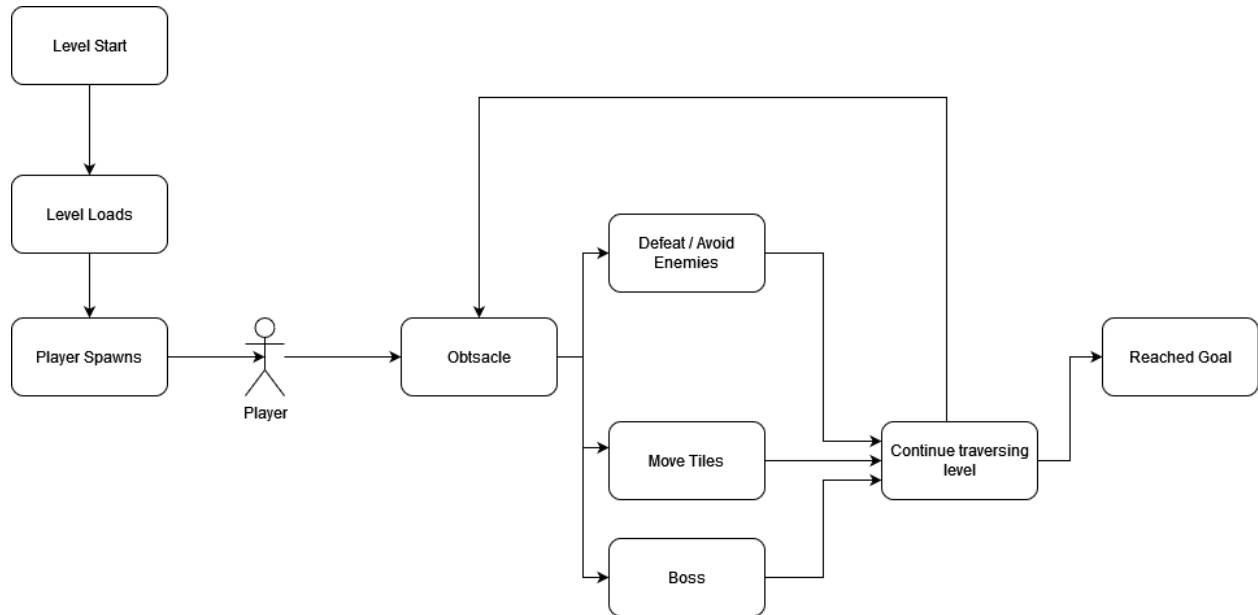 Level Start
Level Loads
Player Spawns
Player
Obtsacle
Defeat / Avoid
Enemies
Move Tiles
Boss
Continue traversing
level
Reached Goal